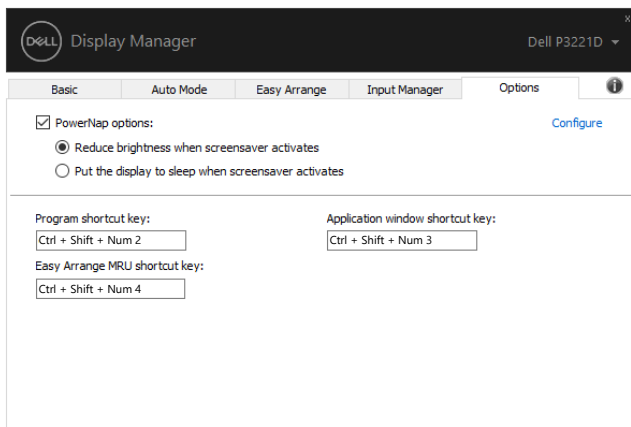 x
DELL Display Manager
Dell P3221D
Basic
Auto Mode
Easy Arrange
Input Manager
Options
i
PowerNap options:
Configure
Reduce brightness when screensaver activates
Put the display to sleep when screensaver activates
Program shortcut key:
Application window shortcut key:
Ctrl + Shift + Num 2
Ctrl + Shift + Num 3
Easy Arrange MRU shortcut key:
Ctrl + Shift + Num 4